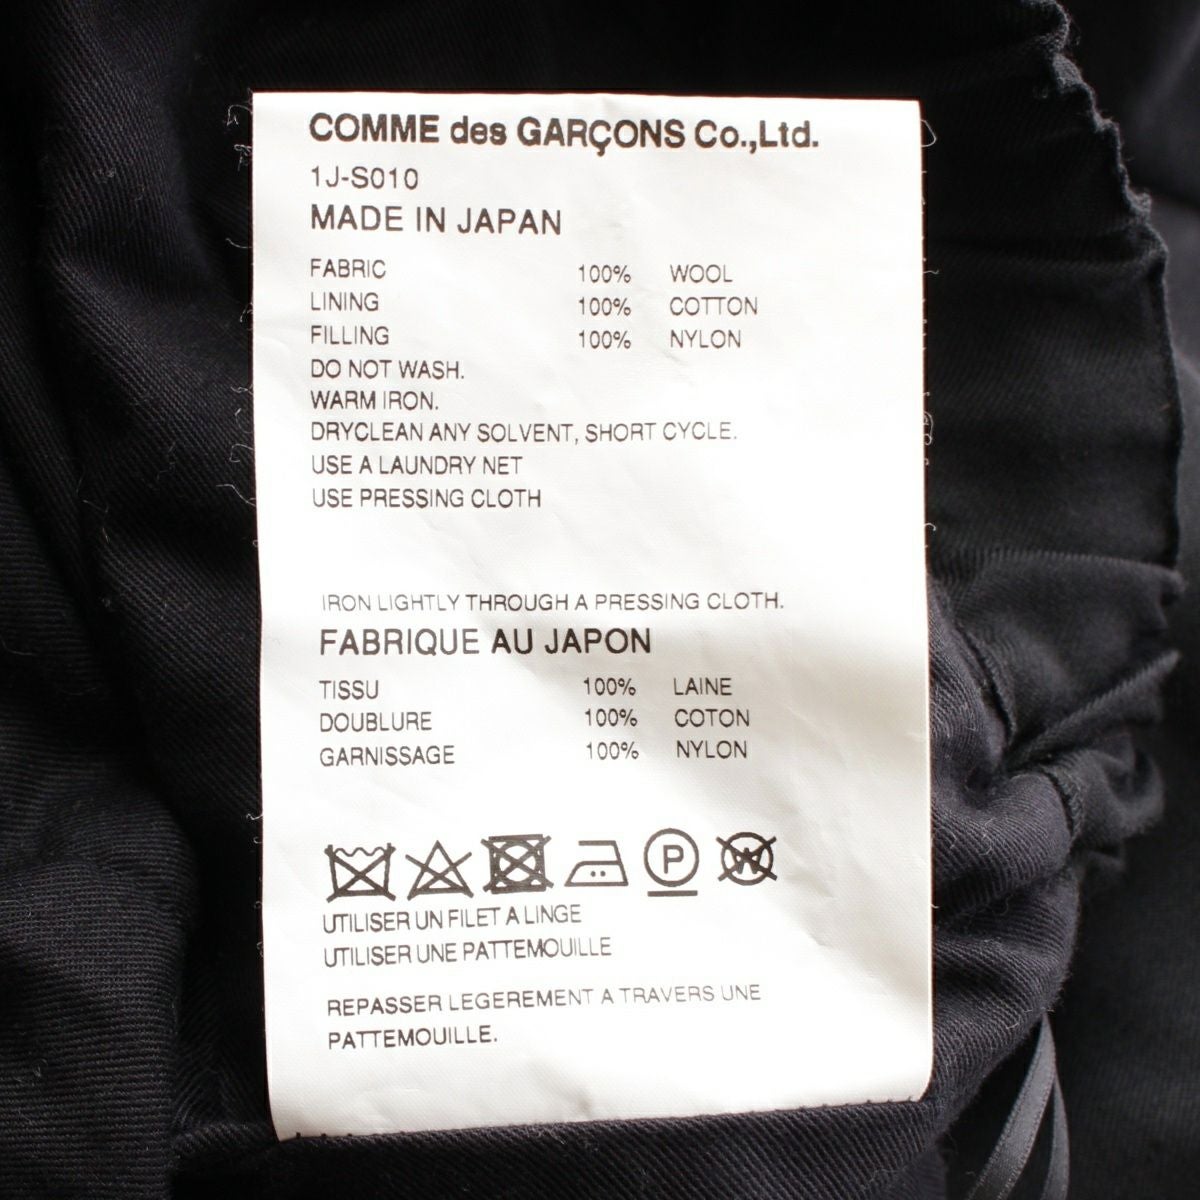 COMME des GARÇONS Co.,Ltd.
1J-S010
MADE IN JAPAN
FABRIC 100% WOOL
LINING 100% COTTON
FILLING 100% NYLON
DO NOT WASH.
WARM IRON.
DRYCLEAN ANY SOLVENT, SHORT CYCLE.
USE A LAUNDRY NET
USE PRESSING CLOTH
IRON LIGHTLY THROUGH A PRESSING CLOTH.
FABRIQUE AU JAPON
TISSU 100% LAINE
DOUBLURE 100% COTON
GARNISSAGE 100% NYLON
P W
UTILISER UN FILET A LINGE
UTILISER UNE PATTEMOUILLE
REPASSER LEGEREMENT A TRAVERS UNE
PATTEMOUILLE.